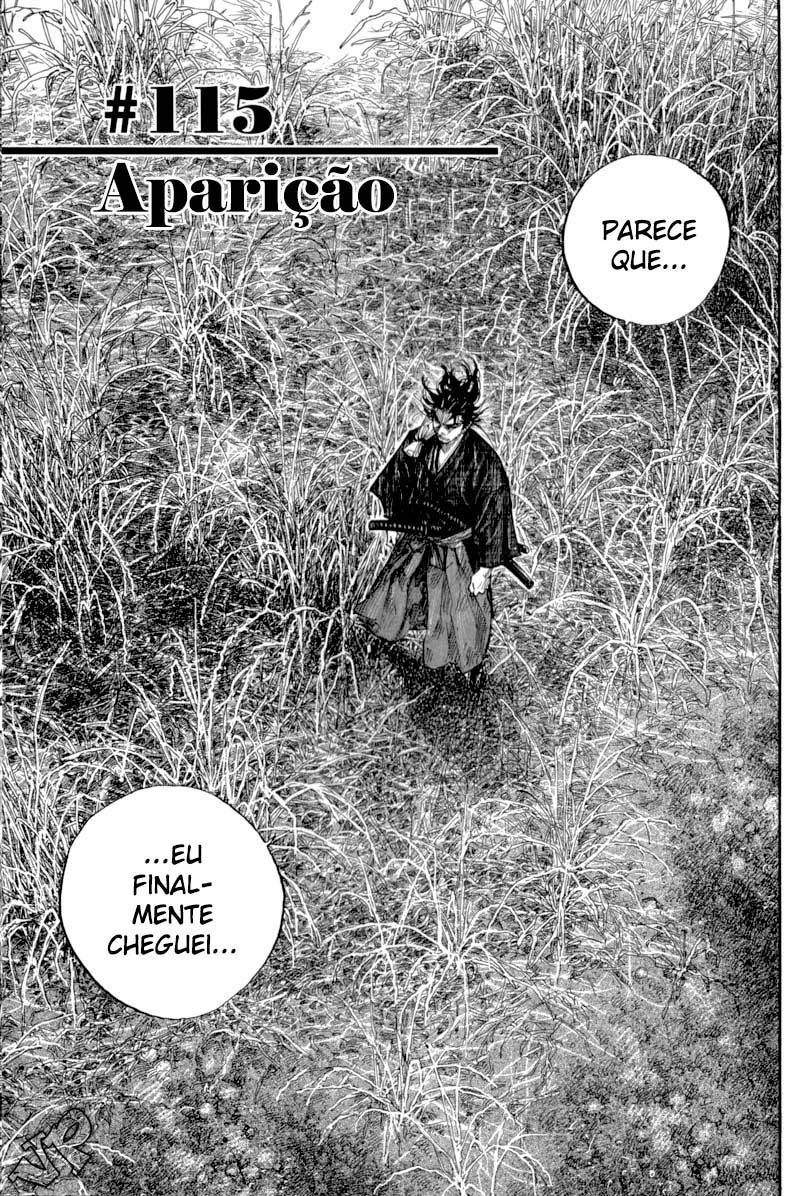 #115
Aparição
PARECE
QUE...
...EU
FINAL-
MENTE
CHEGUEI...